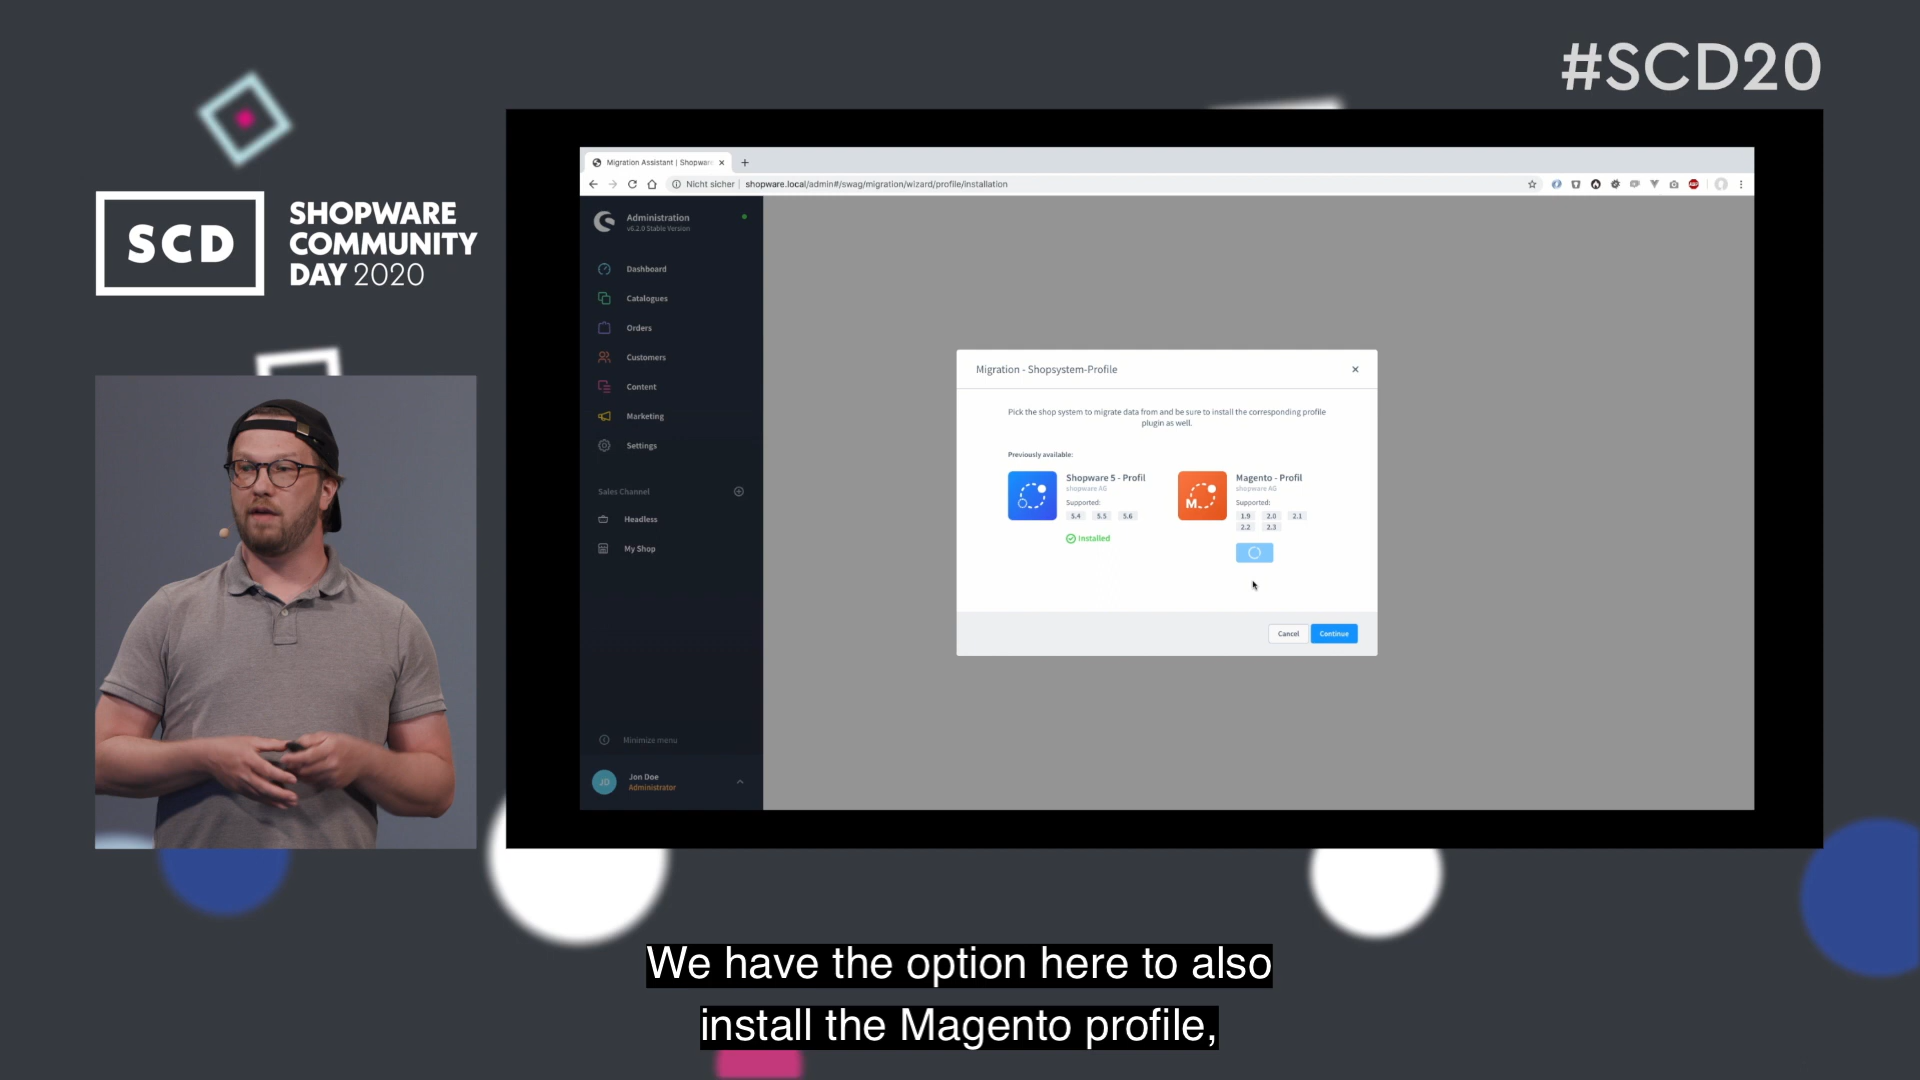 #SCD20
SCD
SHOPWARE
COMMUNITY
DAY 2020
Migration Assistant | Shopware
Nicht sicher
shopware.local/admin#/swag/migration/wizard/profile/installation
Administration
v6.2.0 Stable Version
Dashboard
Catalogues
Orders
Customers
Content
Marketing
Settings
Sales Channel
Headless
My Shop
Minimize menu
JD
Jon Doe
Administrator
Migration - Shopsystem-Profile
Pick the shop system to migrate data from and be sure to install the corresponding profile
plugin as well.
Previously available:
Shopware 5 - Profil
shopware AG
Supported:
5.4 5.5 5.6
Installed
M
Magento - Profil
shopware AG
Supported:
1.9 2.0 2.1
2.2 2.3
Cancel
Continue
We have the option here to also
install the Magento profile,